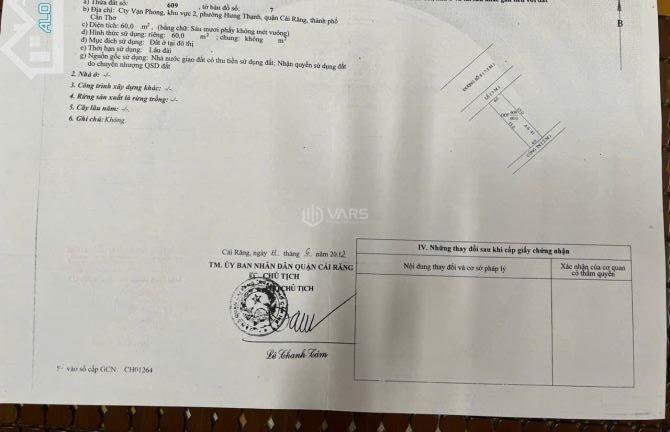 a) Thửa đất số: 609 , tờ bản đồ số: 7
b) Địa chỉ: Cty Vạn Phong, khu vực 2, phường Hưng Thạnh, quận Cái Răng, thành phố
Cần Thơ
c) Diện tích: 60,0 m², (bằng chữ: Sáu mươi phẩy không mét vuông)
d) Hình thức sử dụng: riêng: 60,0 m²; chung: không m²
đ) Mục đích sử dụng: Đất ở tại đô thị
e) Thời hạn sử dụng: Lâu dài
g) Nguồn gốc sử dụng: Nhà nước giao đất có thu tiền sử dụng đất; Nhận quyền sử dụng đất
do chuyển nhượng QSD đất
2. Nhà ở: -/-
3. Công trình xây dựng khác: -/-
4. Rừng sản xuất là rừng trồng: -/-
5. Cây lâu năm: -/-
6. Ghi chú: Không
B
ALO
VARS
Cái Răng, ngày tháng năm 2012
TM. ỦY BAN NHÂN DÂN QUẬN CÁI RĂNG
CHỦ TỊCH
CHỦ TỊCH
Lê Thanh Tâm
vào sổ cấp GCN: CH01264
IV. Những thay đổi sau khi cấp giấy chứng nhận
Nội dung thay đổi và cơ sở pháp lý
Xác nhận của cơ quan
có thẩm quyền